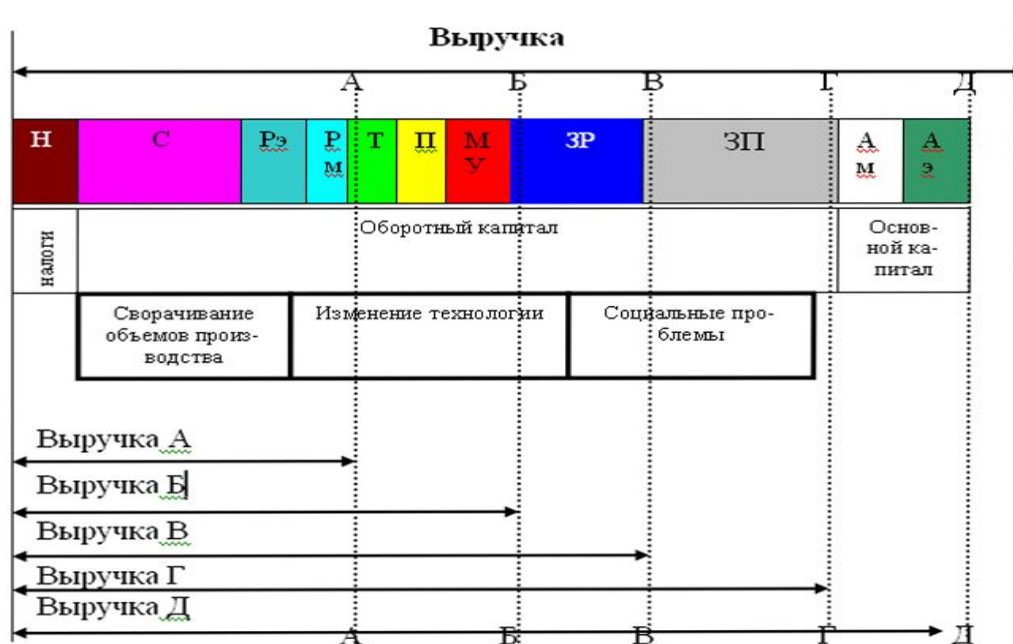 Выручка
А Б В Г Д
Н С Рэ Р Т П М ЗР ЗП А А
м У м э
налоги
Оборотный капитал
Основ-
ной ка-
питал
Сворачивание
объемов произ-
водства
Изменение технологии
Социальные про-
блемы
Выручка А
Выручка Б
Выручка В
Выручка Г
Выручка Д
А Б В Г Д